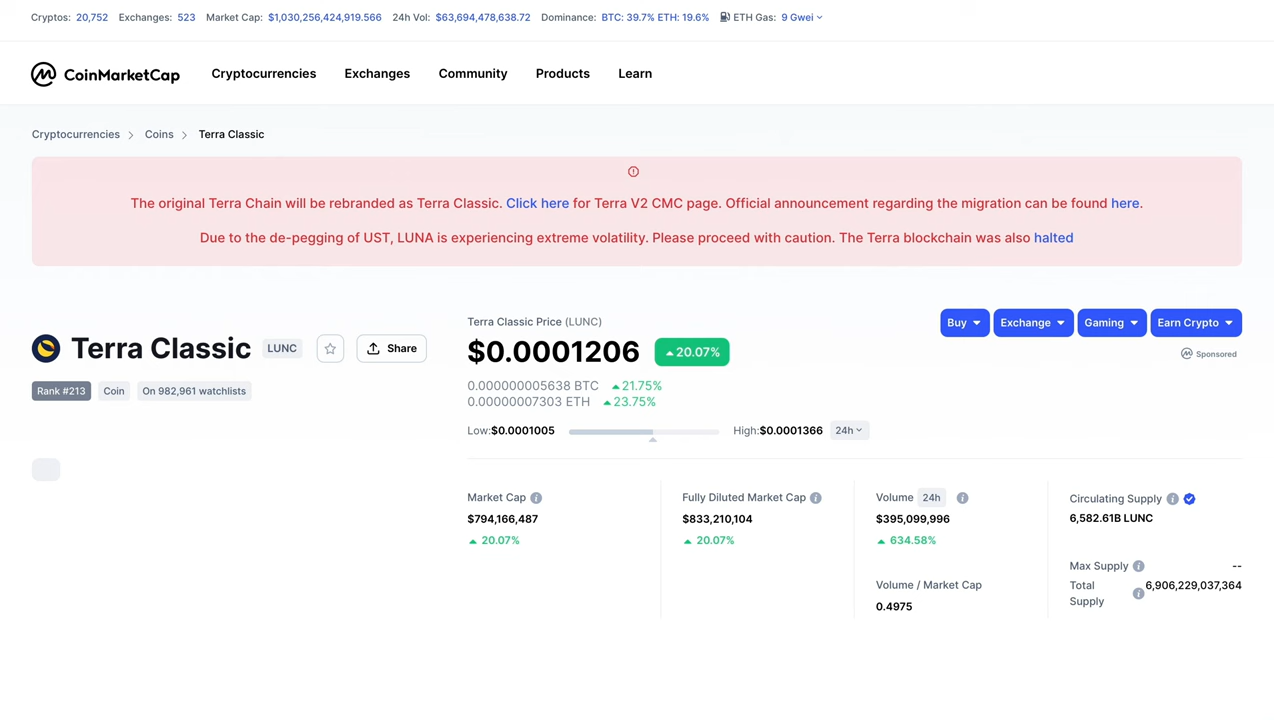 Cryptos: 20,752 Exchanges: 523 Market Cap: $1,030,256,424,919.566 24h Vol: $63,694,478,638.72 Dominance: BTC: 39.7% ETH: 19.6% ETH Gas: 9 Gwei
CoinMarketCap Cryptocurrencies Exchanges Community Products Learn
Cryptocurrencies Coins Terra Classic
The original Terra Chain will be rebranded as Terra Classic. Click here for Terra V2 CMC page. Official announcement regarding the migration can be found here.
Due to the de-pegging of UST, LUNA is experiencing extreme volatility. Please proceed with caution. The Terra blockchain was also halted
Terra Classic LUNC Share
Rank #213 Coin On 982,961 watchlists
Terra Classic Price (LUNC)
$0.0001206 20.07%
0.000000005638 BTC 21.75%
0.00000007303 ETH 23.75%
Low:$0.0001005 High:$0.0001366 24h
Buy Exchange Gaming Earn Crypto
Sponsored
Market Cap
$794,166,487
20.07%
Fully Diluted Market Cap
$833,210,104
20.07%
Volume 24h
$395,099,996
634.58%
Volume / Market Cap
0.4975
Circulating Supply
6,582.61B LUNC
Max Supply --
Total Supply 6,906,229,037,364